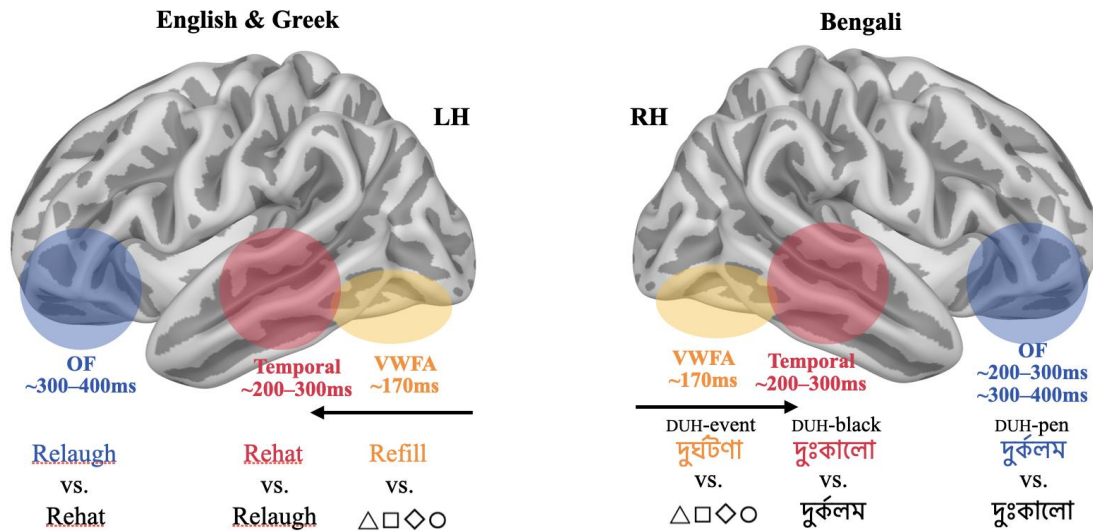 English & Greek
LH
OF
~300–400ms
Temporal
~200–300ms
VWFA
~170ms
Relaugh
vs.
Rehat
Rehat
vs.
Relaugh
Refill
vs.
△□◇○
Bengali
RH
VWFA
~170ms
Temporal
~200–300ms
OF
~200–300ms
~300–400ms
DUH-event
দুর্ঘটণা
vs.
△□◇○
DUH-black
দুঃকালো
vs.
দুর্কলম
DUH-pen
দুর্কলম
vs.
দুঃকালো